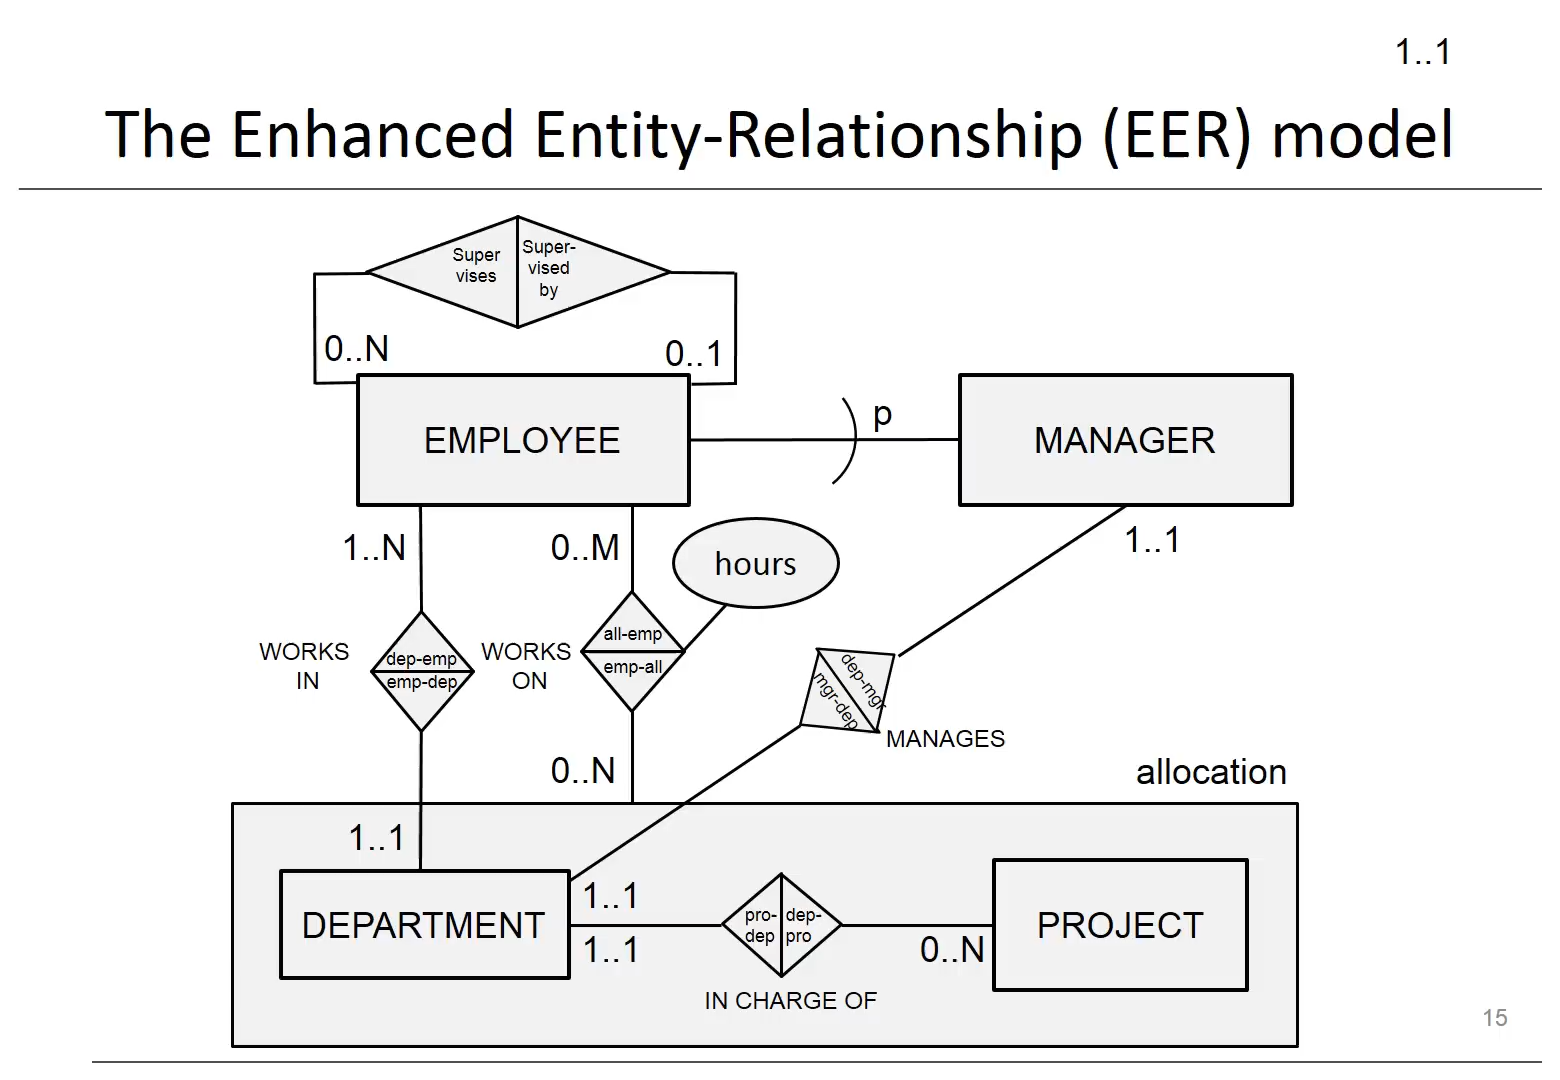 1..1
The Enhanced Entity-Relationship (EER) model
Super
vises
Super-
vised
by
0..N
0..1
EMPLOYEE
p
MANAGER
1..N
0..M
hours
1..1
WORKS
IN
dep-emp
emp-dep
WORKS
ON
all-emp
emp-all
dep-mgr
mgr-dep
MANAGES
0..N
allocation
1..1
DEPARTMENT
1..1
1..1
pro-
dep
dep-
pro
0..N
PROJECT
IN CHARGE OF
15